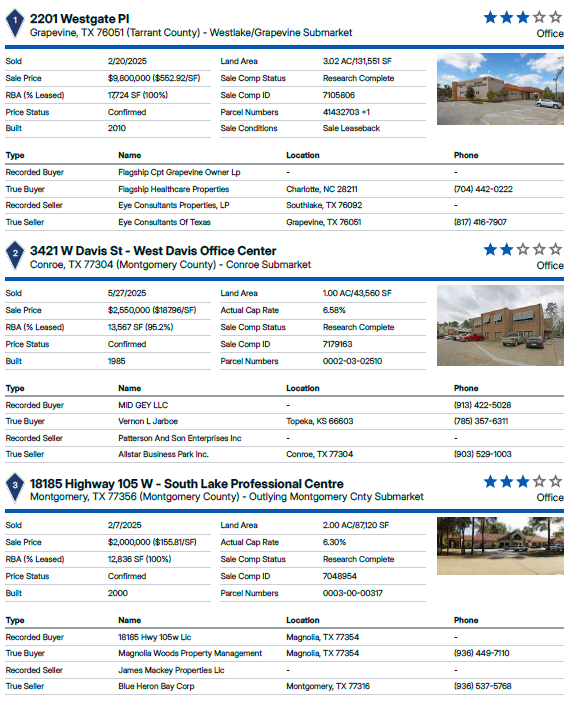 1
2201 Westgate Pl
Grapevine, TX 76051 (Tarrant County) - Westlake/Grapevine Submarket
Office
Sold 2/20/2025 Land Area 3.02 AC/131,551 SF
Sale Price $9,800,000 ($552.92/SF) Sale Comp Status Research Complete
RBA (% Leased) 17,724 SF (100%) Sale Comp ID 7105806
Price Status Confirmed Parcel Numbers 41432703 +1
Built 2010 Sale Conditions Sale Leaseback
Type Name Location Phone
Recorded Buyer Flagship Cpt Grapevine Owner Lp - -
True Buyer Flagship Healthcare Properties Charlotte, NC 28211 (704) 442-0222
Recorded Seller Eye Consultants Properties, LP Southlake, TX 76092 -
True Seller Eye Consultants Of Texas Grapevine, TX 76051 (817) 416-7907
2
3421 W Davis St - West Davis Office Center
Conroe, TX 77304 (Montgomery County) - Conroe Submarket
Office
Sold 5/27/2025 Land Area 1.00 AC/43,560 SF
Sale Price $2,550,000 ($187.96/SF) Actual Cap Rate 6.58%
RBA (% Leased) 13,567 SF (95.2%) Sale Comp Status Research Complete
Price Status Confirmed Sale Comp ID 7179163
Built 1985 Parcel Numbers 0002-03-02510
Type Name Location Phone
Recorded Buyer MID GEY LLC - (913) 422-5028
True Buyer Vernon L Jarboe Topeka, KS 66603 (785) 357-6311
Recorded Seller Patterson And Son Enterprises Inc - -
True Seller Allstar Business Park Inc. Conroe, TX 77304 (903) 529-1003
3
18185 Highway 105 W - South Lake Professional Centre
Montgomery, TX 77356 (Montgomery County) - Outlying Montgomery Cnty Submarket
Office
Sold 2/7/2025 Land Area 2.00 AC/87,120 SF
Sale Price $2,000,000 ($155.81/SF) Actual Cap Rate 6.30%
RBA (% Leased) 12,836 SF (100%) Sale Comp Status Research Complete
Price Status Confirmed Sale Comp ID 7048954
Built 2000 Parcel Numbers 0003-00-00317
Type Name Location Phone
Recorded Buyer 18185 Hwy 105w Llc Magnolia, TX 77354 -
True Buyer Magnolia Woods Property Management Magnolia, TX 77354 (936) 449-7110
Recorded Seller James Mackey Properties Llc - -
True Seller Blue Heron Bay Corp Montgomery, TX 77316 (936) 537-5768